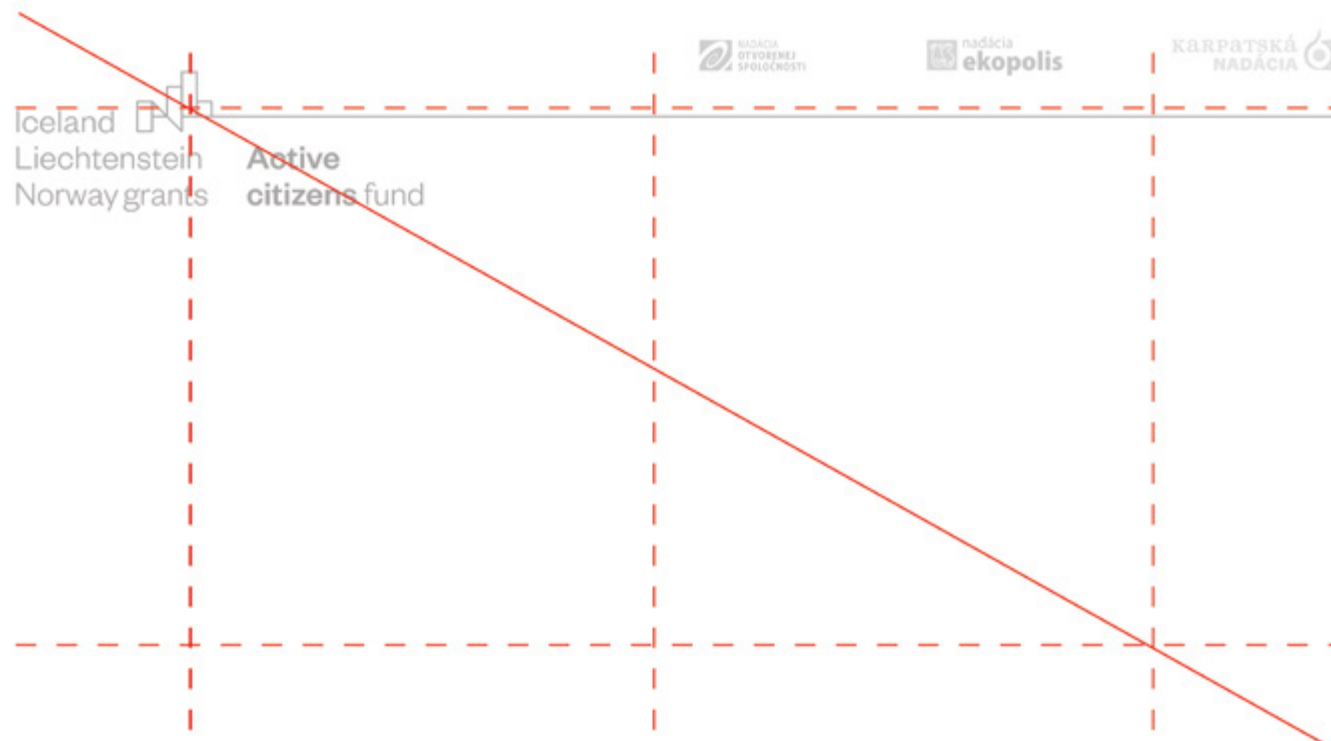 NADÁCIA
OTVORENEJ
SPOLOČNOSTI
nadácia
ekopolis
KARPATSKÁ
NADÁCIA
Iceland
Liechtenstein
Norway grants
Active
citizens fund